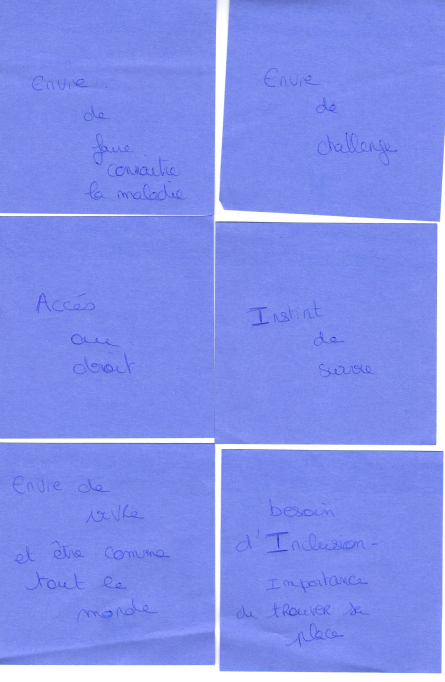 Envie
de
faire
connaitre
la maladie
Envie
de
challenge
Accés
au
droit
Instint
de
survie
Envie de
vivre
et être comme
tout le
monde
besoin
d'Inclusion-
Importance
de trouver sa
place